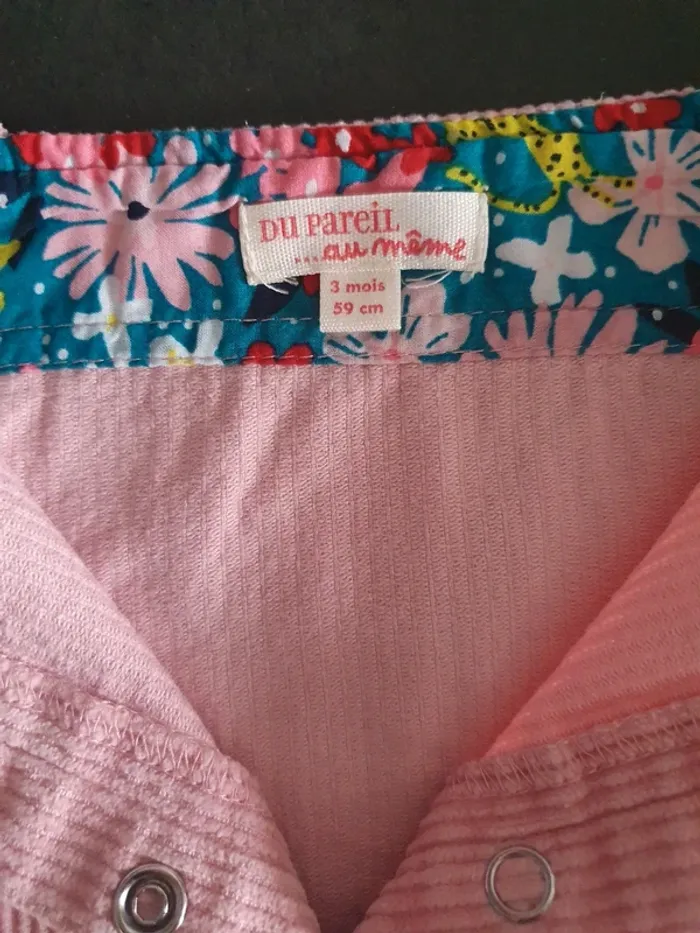 DU PAREIL
....au même
3 mois
59 cm